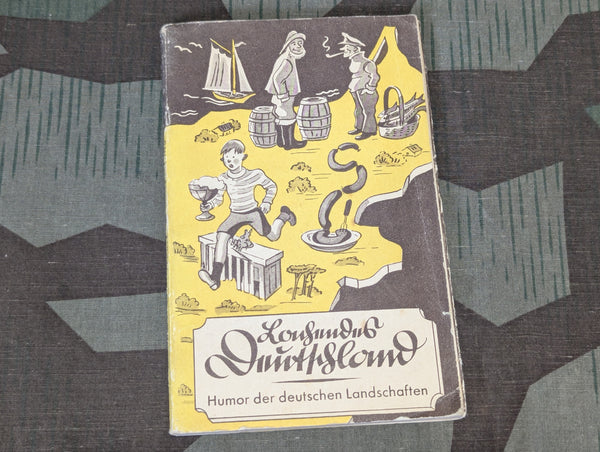 Lachendes
Deutschland
Humor der deutschen Landschaften